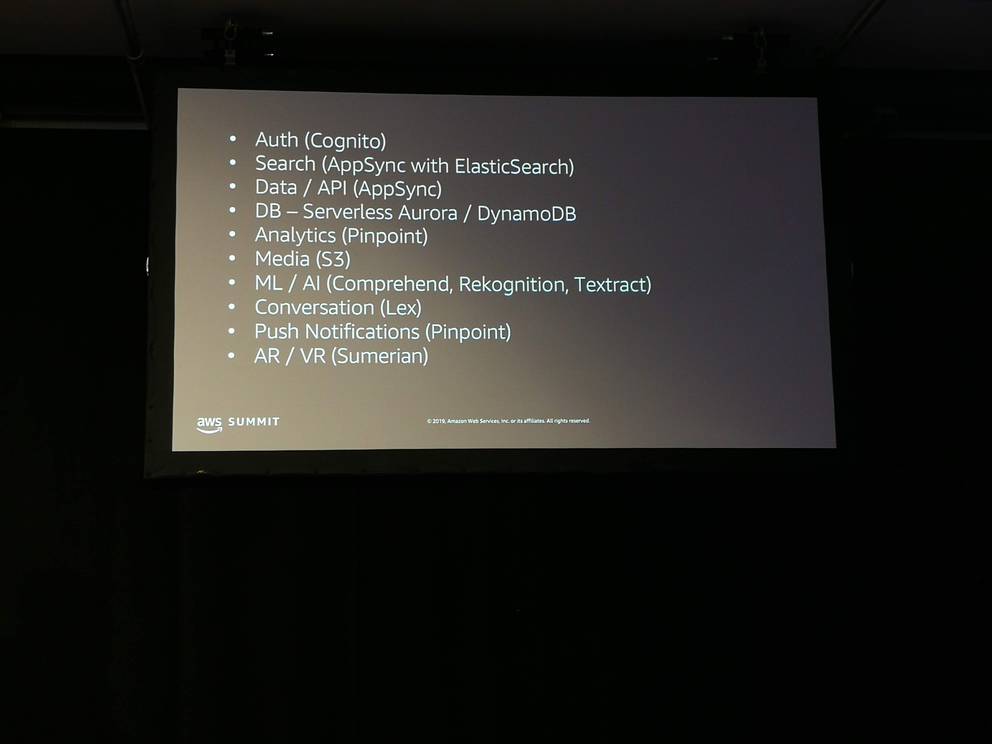 • Auth (Cognito)
• Search (AppSync with ElasticSearch)
• Data / API (AppSync)
• DB – Serverless Aurora / DynamoDB
• Analytics (Pinpoint)
• Media (S3)
• ML / AI (Comprehend, Rekognition, Textract)
• Conversation (Lex)
• Push Notifications (Pinpoint)
• AR / VR (Sumerian)
aws SUMMIT
© 2019, Amazon Web Services, Inc. or its affiliates. All rights reserved.